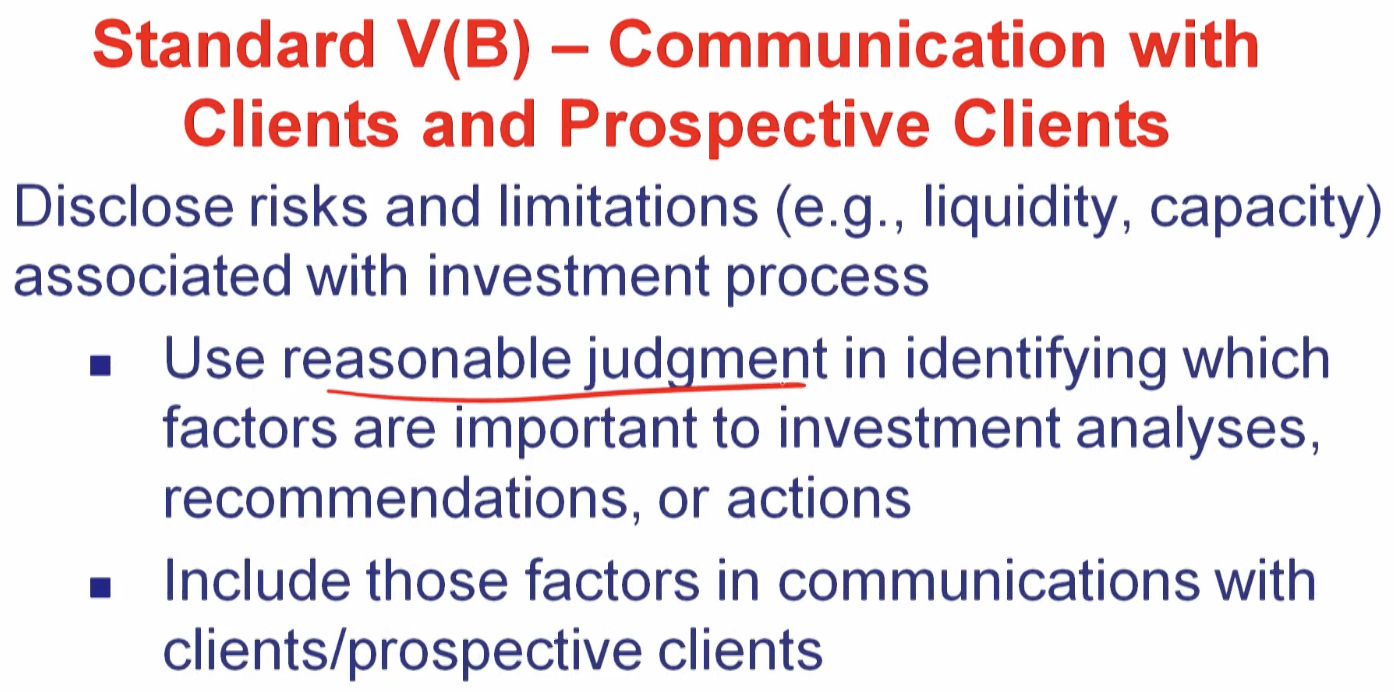 Standard V(B) – Communication with
Clients and Prospective Clients
Disclose risks and limitations (e.g., liquidity, capacity)
associated with investment process
■ Use reasonable judgment in identifying which
factors are important to investment analyses,
recommendations, or actions
■ Include those factors in communications with
clients/prospective clients